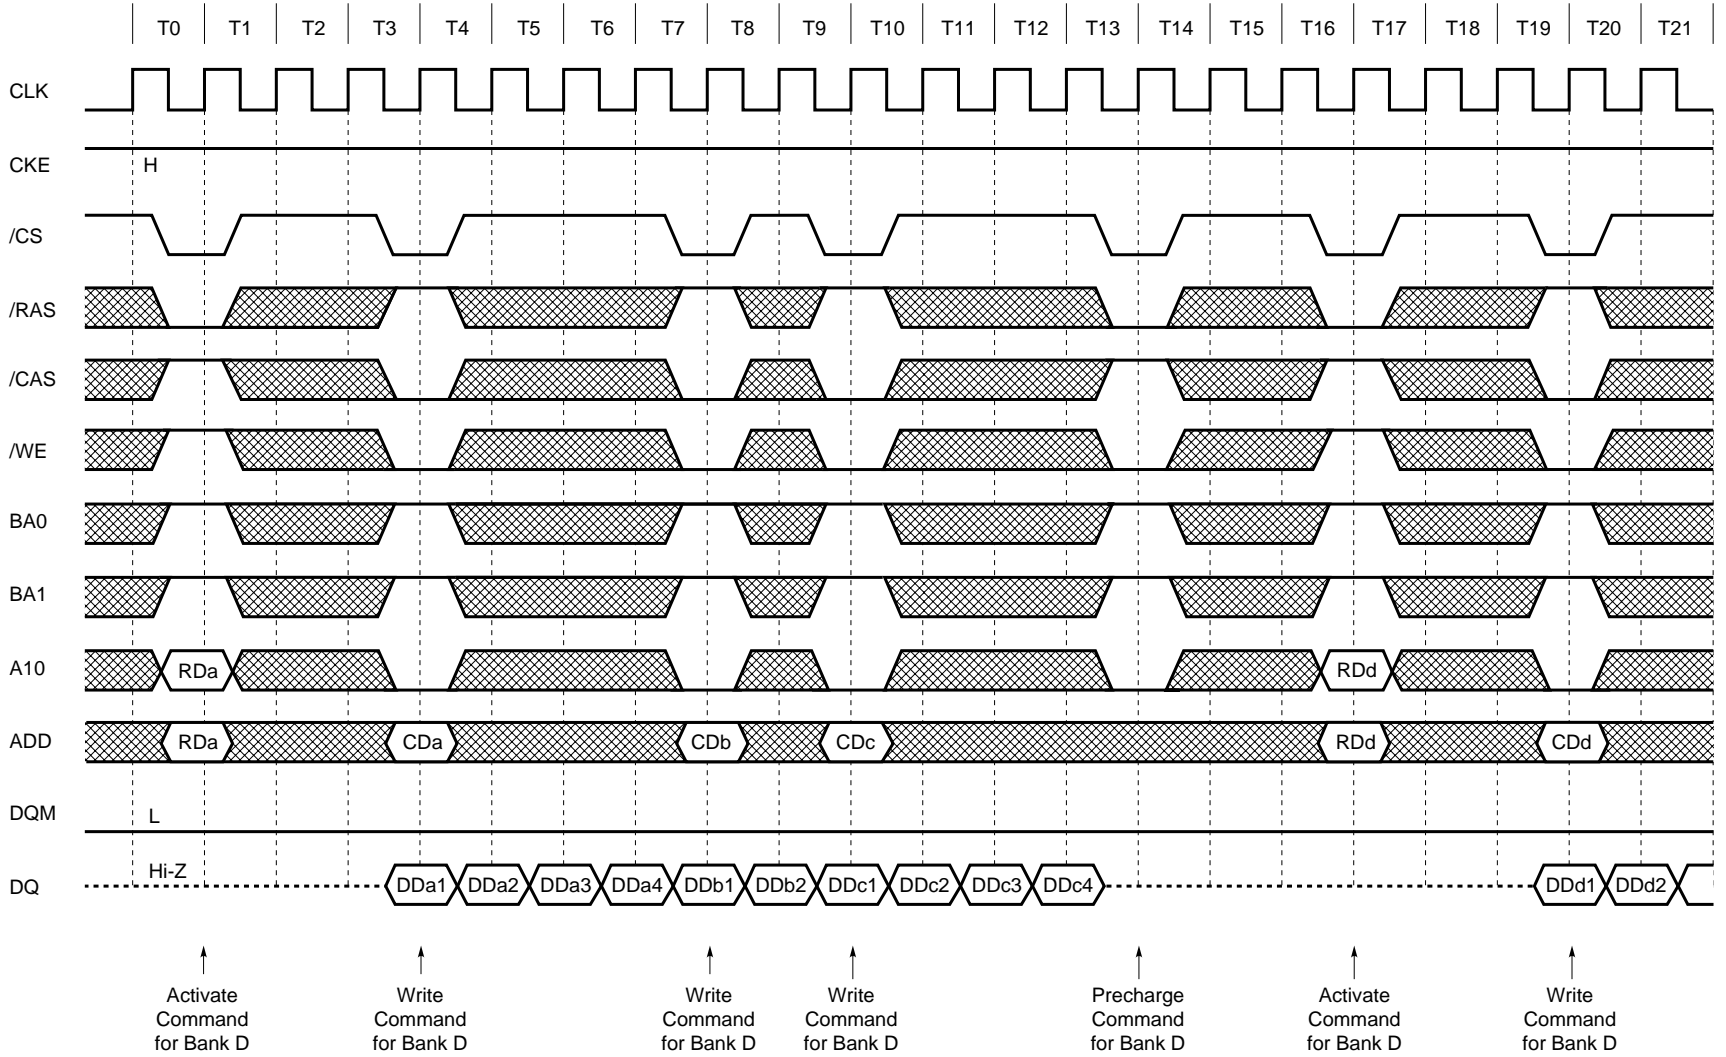 T0 T1 T2 T3 T4 T5 T6 T7 T8 T9 T10 T11 T12 T13 T14 T15 T16 T17 T18 T19 T20 T21
CLK
CKE H
/CS
/RAS
/CAS
/WE
BA0
BA1
A10 RDa RDd
ADD RDa CDa CDb CDc RDd CDd
DQM L
DQ Hi-Z DDa1 DDa2 DDa3 DDa4 DDb1 DDb2 DDc1 DDc2 DDc3 DDc4 DDd1 DDd2
Activate Write Write Write Precharge Activate Write
Command Command Command Command Command Command Command
for Bank D for Bank D for Bank D for Bank D for Bank D for Bank D for Bank D